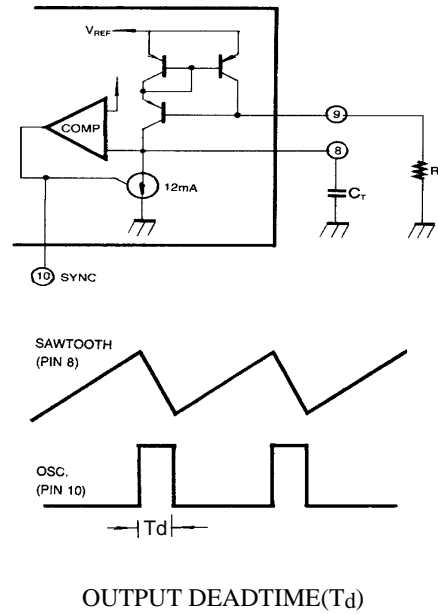 VREF
COMP
9
8
12mA
CT
R
10 SYNC
SAWTOOTH
(PIN 8)
OSC.
(PIN 10)
Td
OUTPUT DEADTIME(Td)